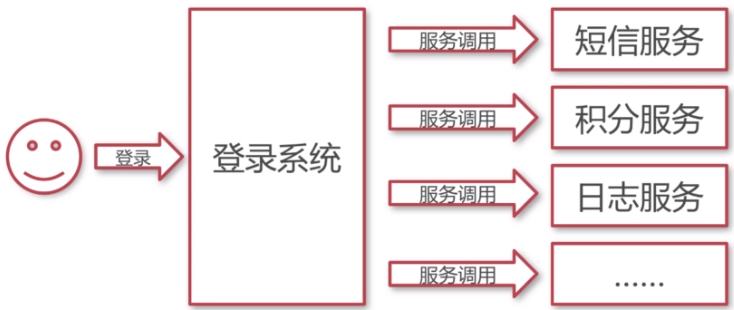 登录
登录系统
服务调用
短信服务
服务调用
积分服务
服务调用
日志服务
服务调用
......